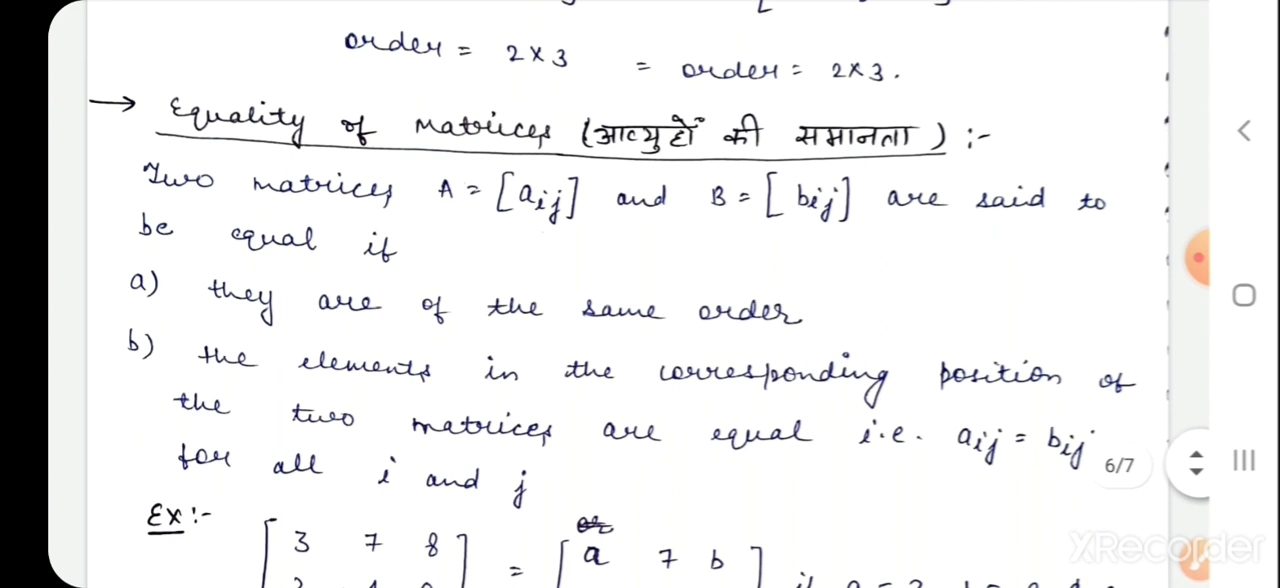 order = 2×3 = order = 2×3.
→ Equality of matrices (आव्युहों की समानता) :-
Two matrices A = [aij] and B = [bij] are said to
be equal if
a) they are of the same order
b) the elements in the corresponding position of
the two matrices are equal i.e. aij = bij
for all i and j
6/7
Ex :-
[ 3 7 8 ] = [ a 7 b ]
XRecorder